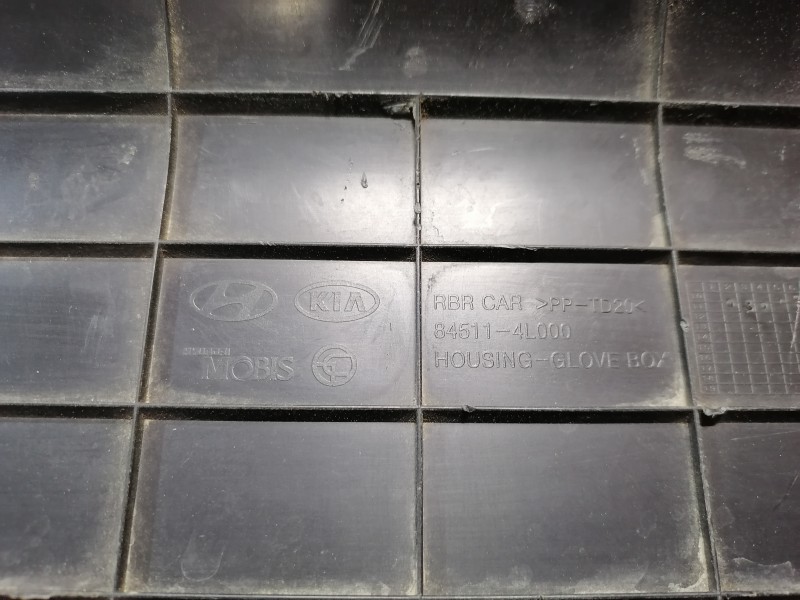 KIA
MOBIS
RBR CAR >PP-TD20<
84511-4L000
HOUSING-GLOVE BOX